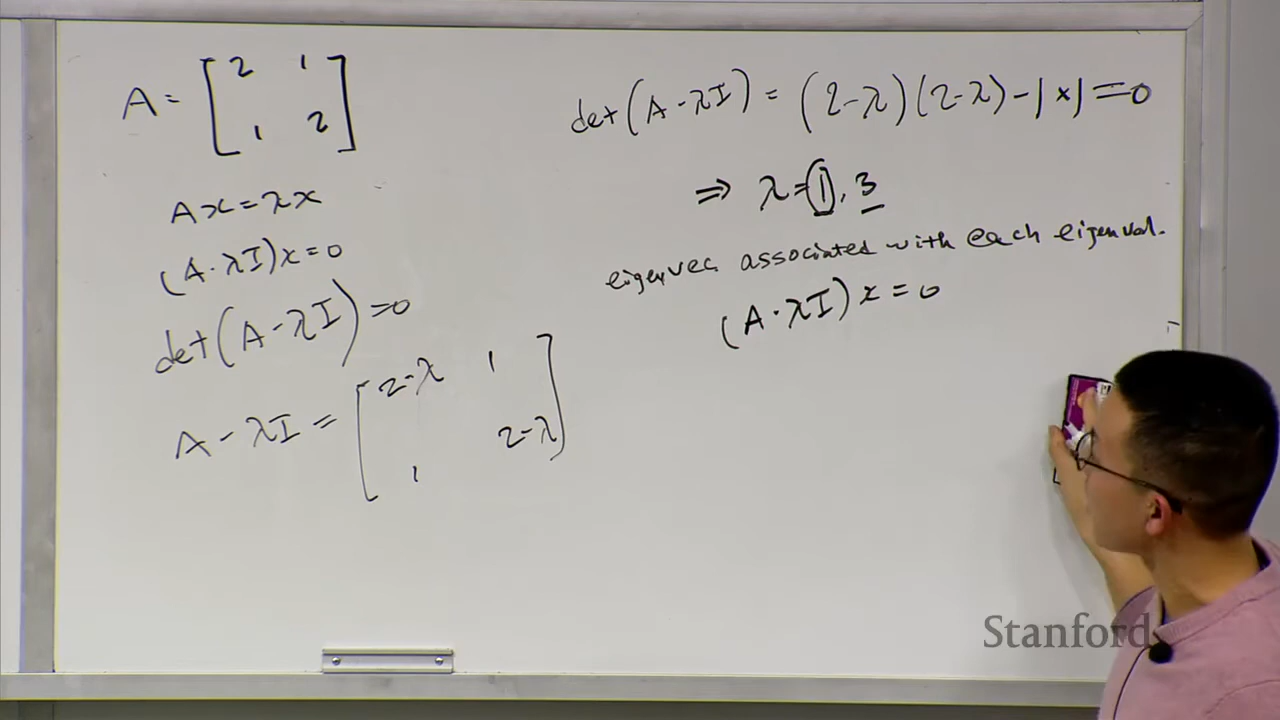 A = [ 2 1
1 2 ]
Ax = λx
(A · λI)x = 0
det(A - λI) = 0
A - λI = [ 2-λ 1
1 2-λ ]
det(A - λI) = (2-λ)(2-λ) - 1×1 = 0
⇒ λ = 1, 3
eigenvec associated with each eigenval.
(A · λI)x = 0
Stanford